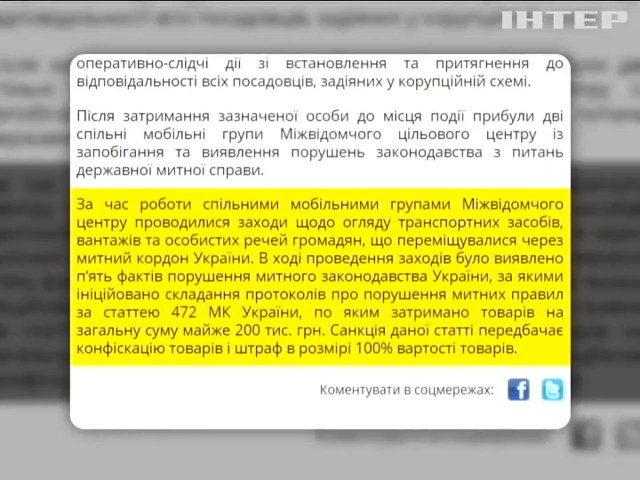 ІНТЕР
оперативно-слідчі дії зі встановлення та притягнення до
відповідальності всіх посадовців, задіяних у корупційній схемі.
Після затримання зазначеної особи до місця події прибули дві
спільні мобільні групи Міжвідомчого цільового центру із
запобігання та виявлення порушень законодавства з питань
державної митної справи.
За час роботи спільними мобільними групами Міжвідомчого
центру проводилися заходи щодо огляду транспортних засобів,
вантажів та особистих речей громадян, що переміщувалися через
митний кордон України. В ході проведення заходів було виявлено
п'ять фактів порушення митного законодавства України, за якими
ініційовано складання протоколів про порушення митних правил
за статтею 472 МК України, по яким затримано товарів на
загальну суму майже 200 тис. грн. Санкція даної статті передбачає
конфіскацію товарів і штраф в розмірі 100% вартості товарів.
Коментувати в соцмережах: